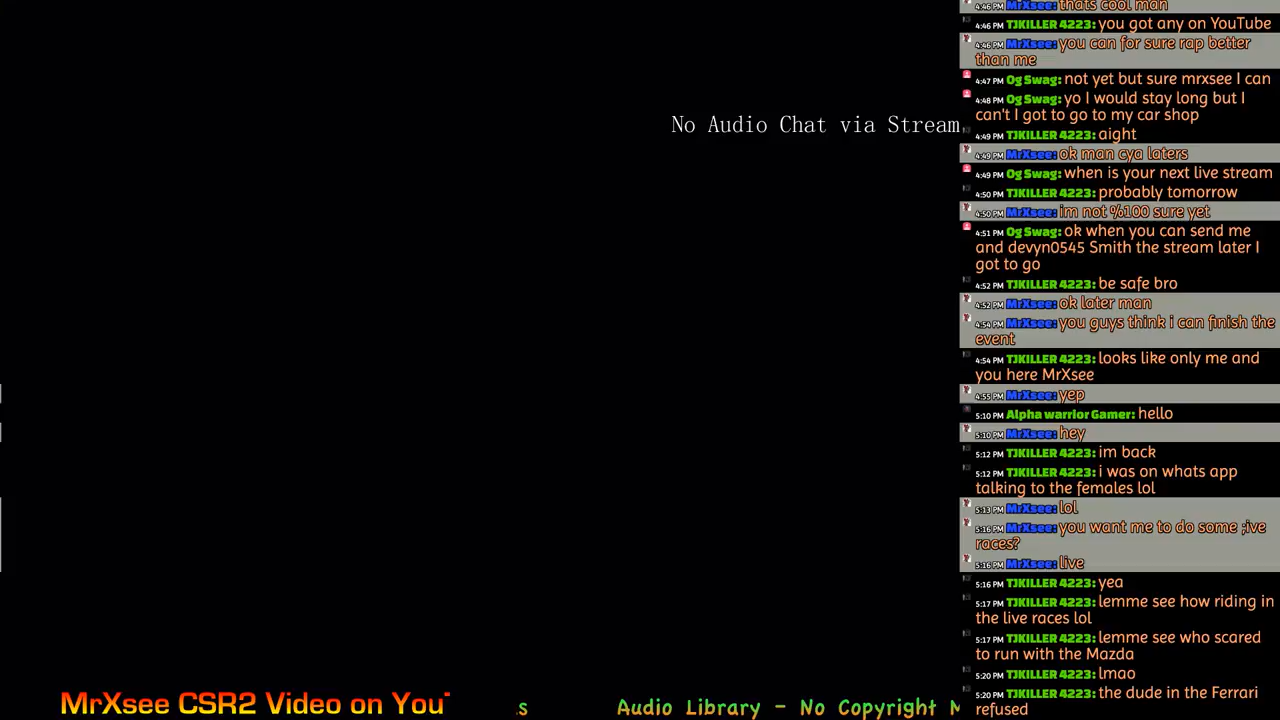 No Audio Chat via Stream
4:46 PM MrXsee: thats cool man
4:46 PM TJKILLER 4223: you got any on YouTube
4:46 PM MrXsee: you can for sure rap better
than me
4:47 PM Og Swag: not yet but sure mrxsee I can
4:48 PM Og Swag: yo I would stay long but I
can't I got to go to my car shop
4:49 PM TJKILLER 4223: aight
4:49 PM MrXsee: ok man cya laters
4:49 PM Og Swag: when is your next live stream
4:50 PM TJKILLER 4223: probably tomorrow
4:50 PM MrXsee: im not %100 sure yet
4:51 PM Og Swag: ok when you can send me
and devyn0545 Smith the stream later I
got to go
4:52 PM TJKILLER 4223: be safe bro
4:52 PM MrXsee: ok later man
4:54 PM MrXsee: you guys think i can finish the
event
4:54 PM TJKILLER 4223: looks like only me and
you here MrXsee
4:55 PM MrXsee: yep
5:10 PM Alpha warrior Gamer: hello
5:10 PM MrXsee: hey
5:12 PM TJKILLER 4223: im back
5:12 PM TJKILLER 4223: i was on whats app
talking to the females lol
5:13 PM MrXsee: lol
5:16 PM MrXsee: you want me to do some ;ive
races?
5:16 PM MrXsee: live
5:16 PM TJKILLER 4223: yea
5:17 PM TJKILLER 4223: lemme see how riding in
the live races lol
5:17 PM TJKILLER 4223: lemme see who scared
to run with the Mazda
5:20 PM TJKILLER 4223: lmao
5:20 PM TJKILLER 4223: the dude in the Ferrari
refused
MrXsee CSR2 Video on You
s Audio Library - No Copyright M